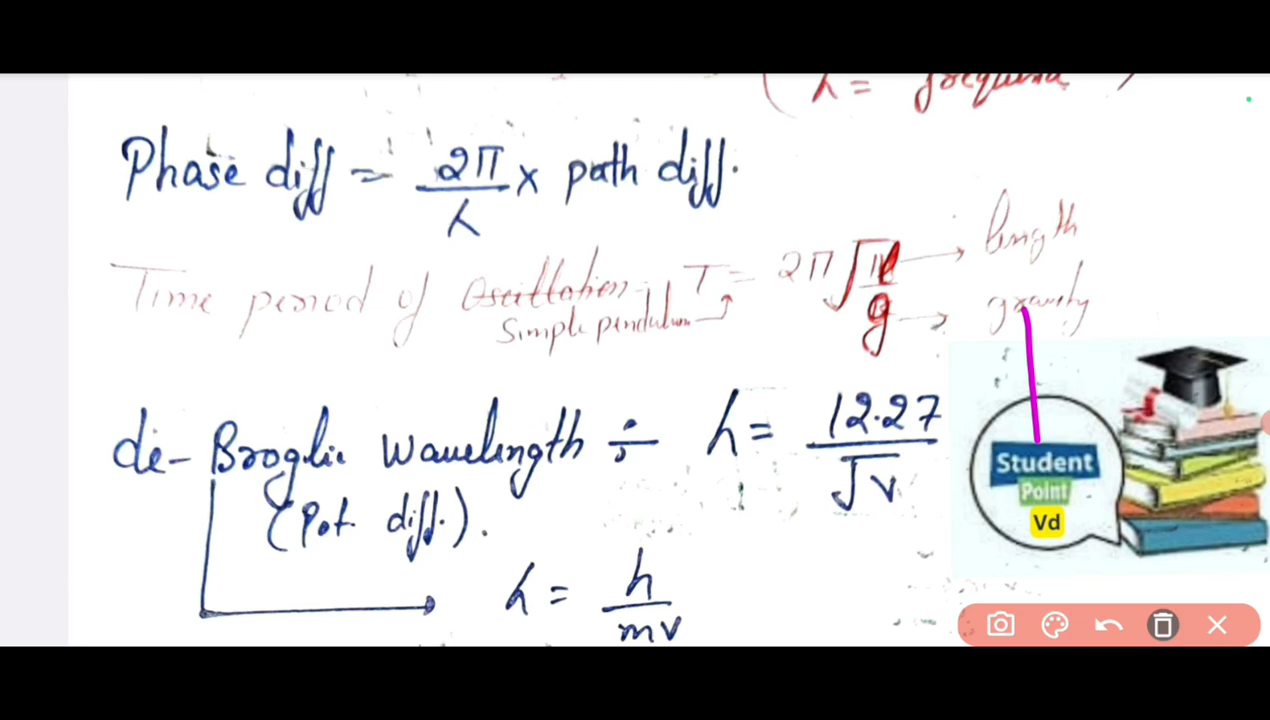 (λ = frequen )
Phase diff = 2π/λ × path diff.
Time period of Oscillation
Simple pendulum T = 2π √l/g → length
→ gravity
de-Broglie wavelength ÷ λ = 12.27/√V
(Pot. diff.).
λ = h/mv
Student
Point
Vd